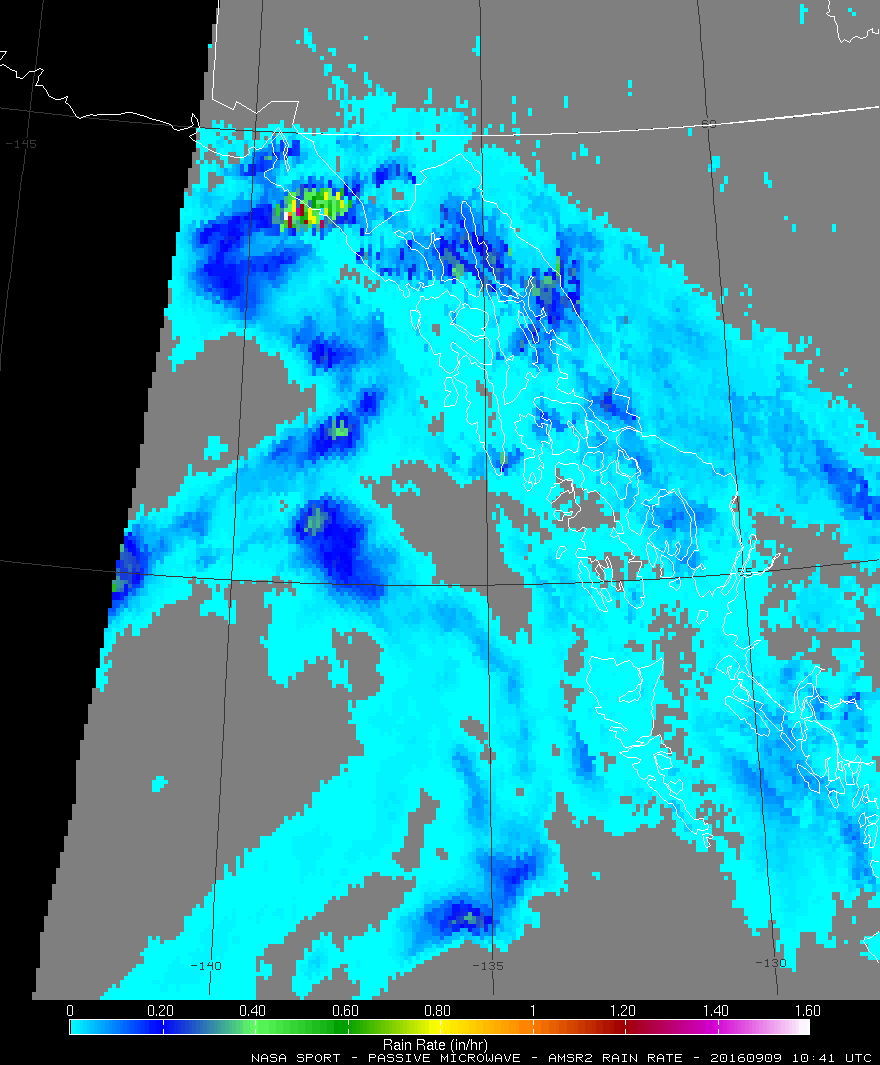 60
-145
55
-140
-135
-130
0 0.20 0.40 0.60 0.80 1 1.20 1.40 1.60
Rain Rate (in/hr)
NASA SPORT - PASSIVE MICROWAVE - AMSR2 RAIN RATE - 20160909 10:41 UTC